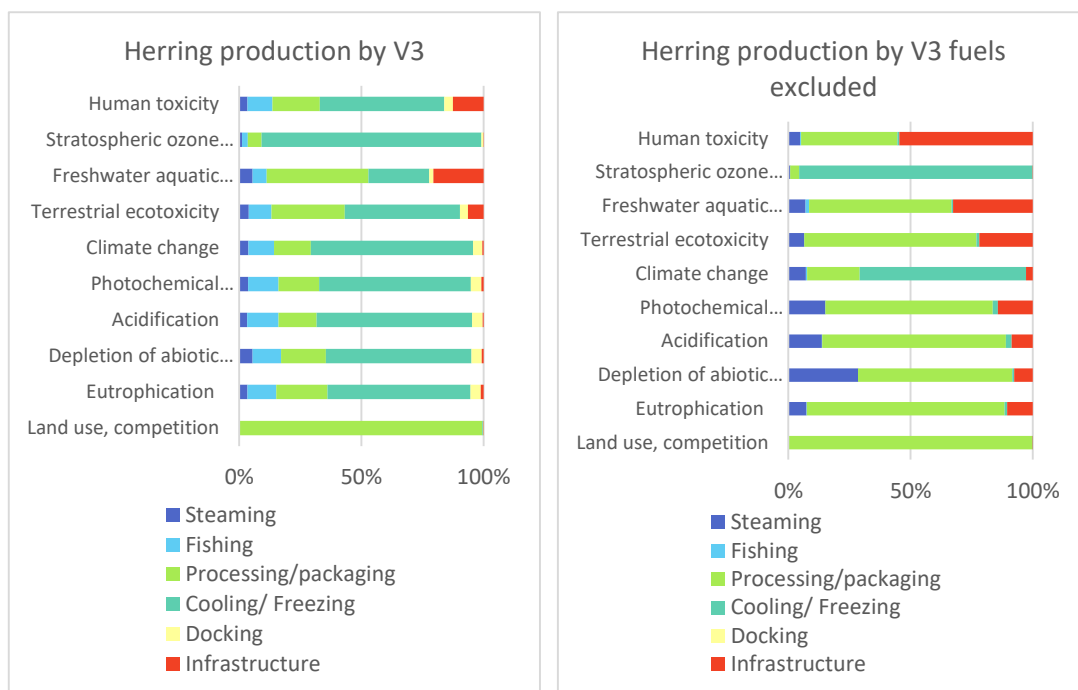 Herring production by V3
Human toxicity
Stratospheric ozone...
Freshwater aquatic...
Terrestrial ecotoxicity
Climate change
Photochemical...
Acidification
Depletion of abiotic...
Eutrophication
Land use, competition
0% 50% 100%
Steaming
Fishing
Processing/packaging
Cooling/ Freezing
Docking
Infrastructure
Herring production by V3 fuels
excluded
Human toxicity
Stratospheric ozone...
Freshwater aquatic...
Terrestrial ecotoxicity
Climate change
Photochemical...
Acidification
Depletion of abiotic...
Eutrophication
Land use, competition
0% 50% 100%
Steaming
Fishing
Processing/packaging
Cooling/ Freezing
Docking
Infrastructure